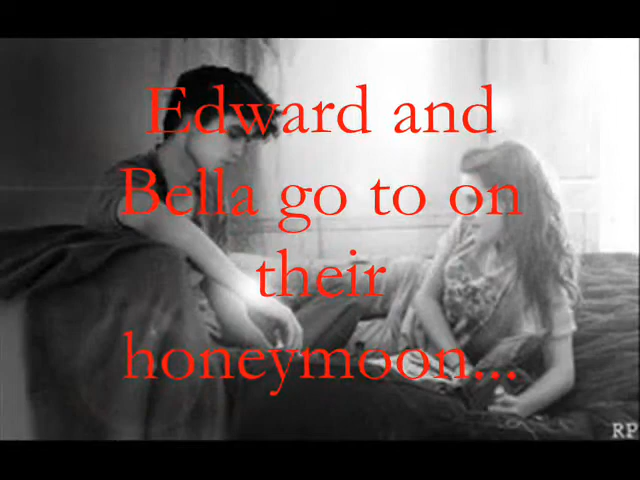 Edward and
Bella go to on
their
honeymoon...
RP